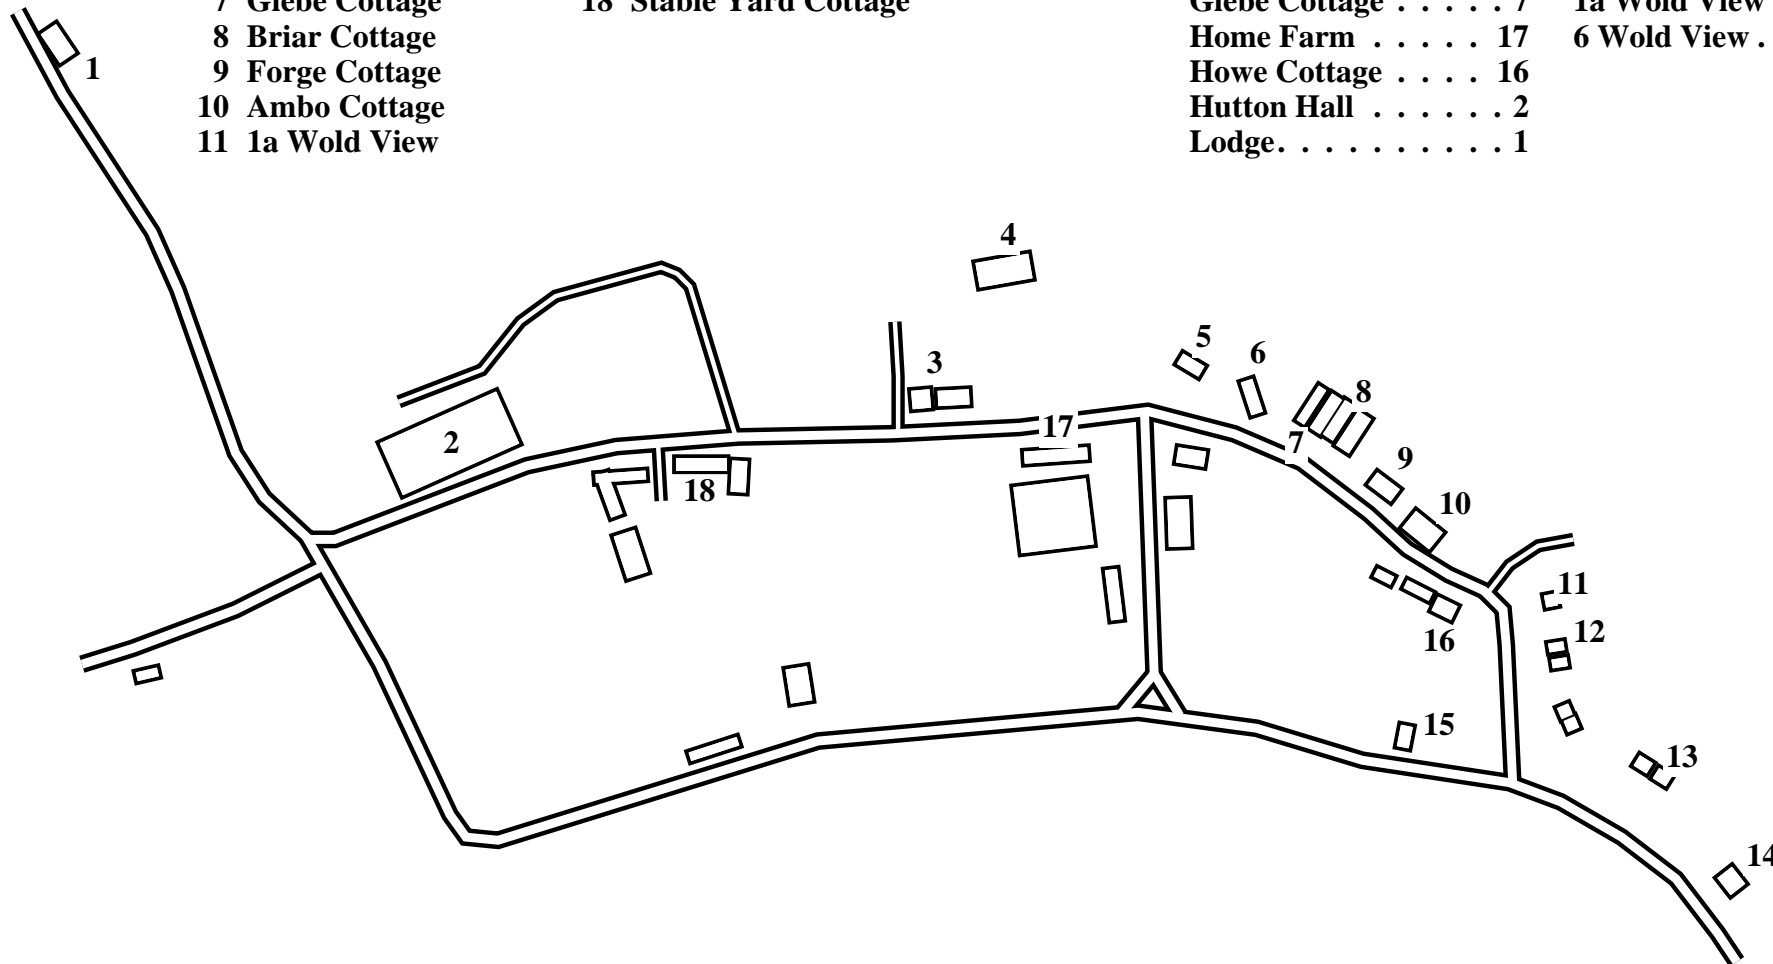 7 Glebe Cottage
8 Briar Cottage
9 Forge Cottage
10 Ambo Cottage
11 1a Wold View
18 Stable Yard Cottage
Glebe Cottage . . . . . 7
Home Farm . . . . . 17
Howe Cottage . . . . 16
Hutton Hall . . . . . . 2
Lodge. . . . . . . . . . 1
1a Wold View
6 Wold View .
1
4
3
5
6
8
17
7
2
9
18
10
11
12
16
15
13
14